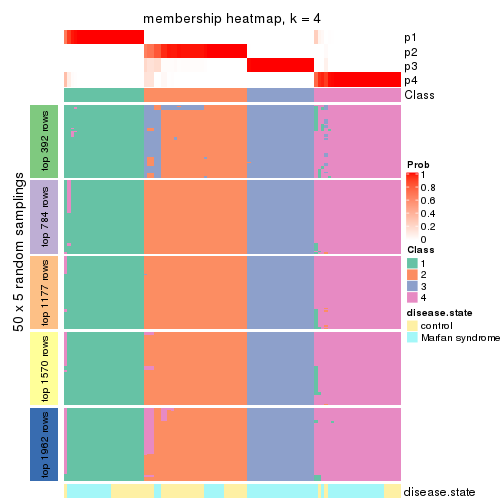 membership heatmap, k = 4
p1
p2
p3
p4
Class
50 x 5 random samplings
top 392 rows
top 784 rows
top 1177 rows
top 1570 rows
top 1962 rows
Prob
1
0.8
0.6
0.4
0.2
0
Class
1
2
3
4
disease.state
control
Marfan syndrome
disease.state